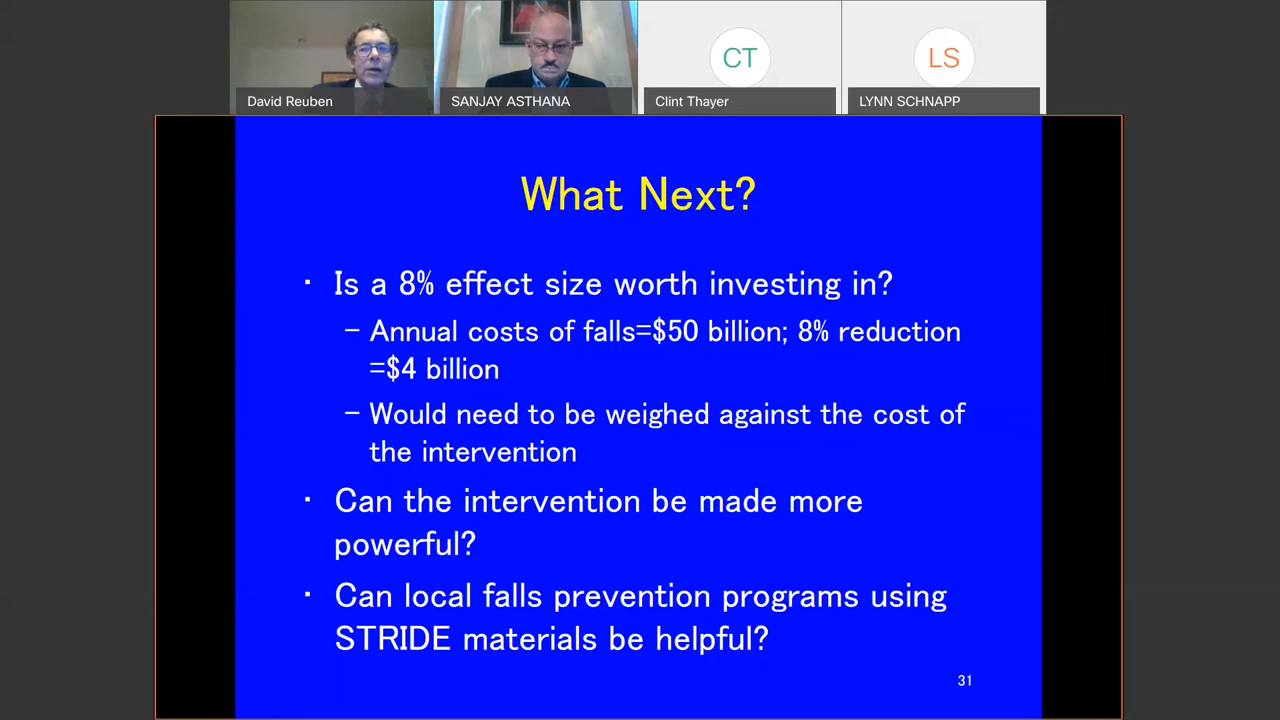 David Reuben
SANJAY ASTHANA
CT
Clint Thayer
LS
LYNN SCHNAPP
What Next?
· Is a 8% effect size worth investing in?
– Annual costs of falls=$50 billion; 8% reduction
=$4 billion
– Would need to be weighed against the cost of
the intervention
· Can the intervention be made more
powerful?
· Can local falls prevention programs using
STRIDE materials be helpful?
31